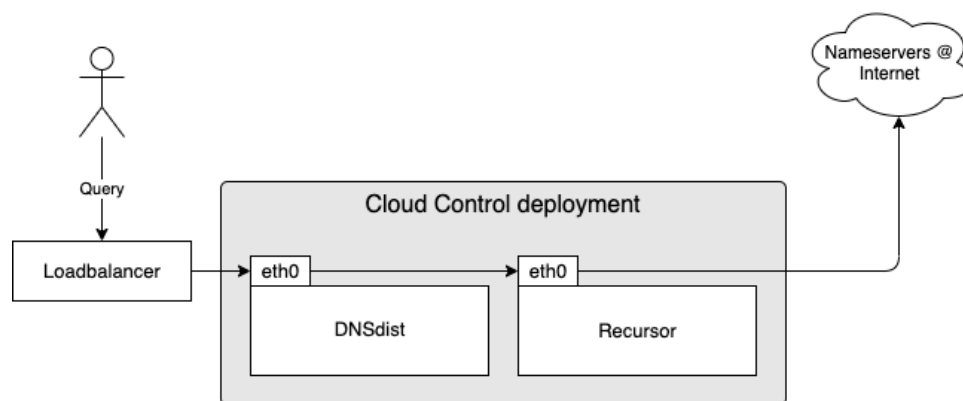 Nameservers @
Internet
Query
Cloud Control deployment
Loadbalancer
eth0
eth0
DNSdist
Recursor